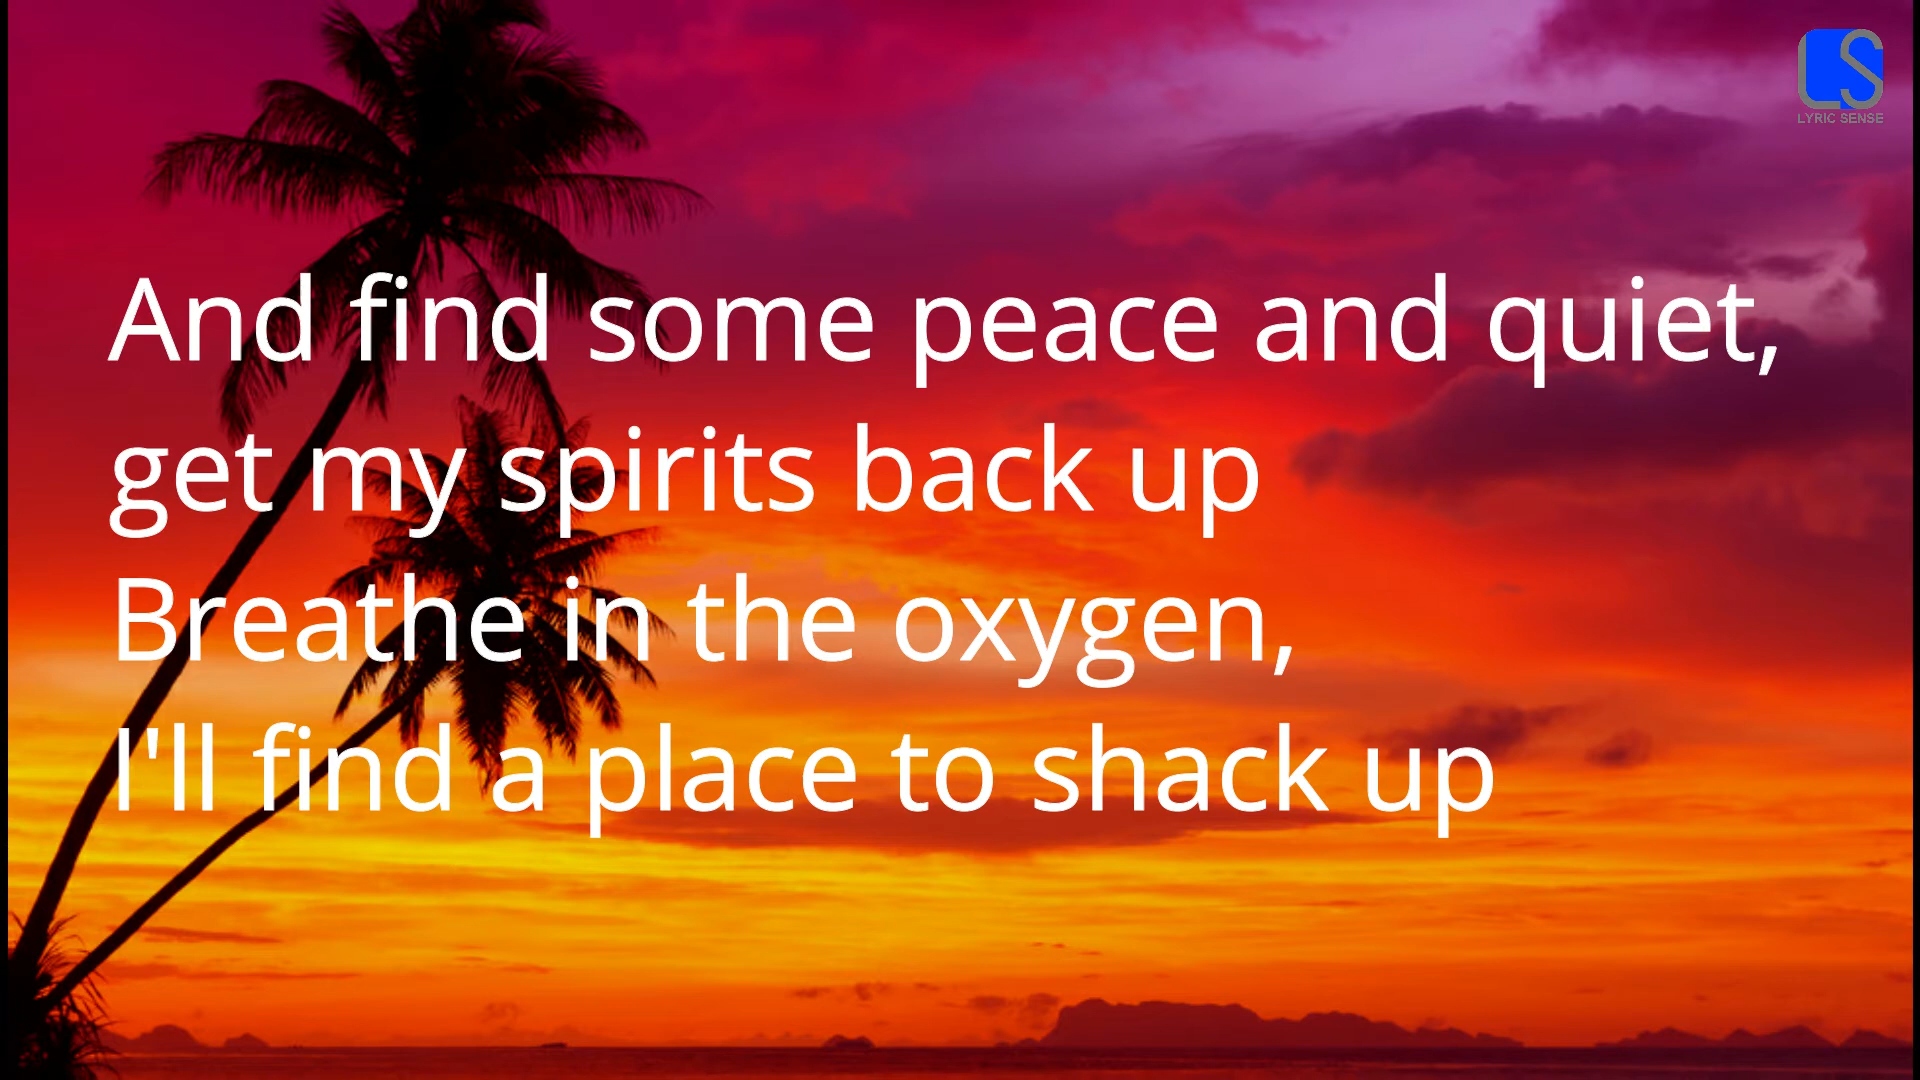 LYRIC SENSE
And find some peace and quiet,
get my spirits back up
Breathe in the oxygen,
I'll find a place to shack up